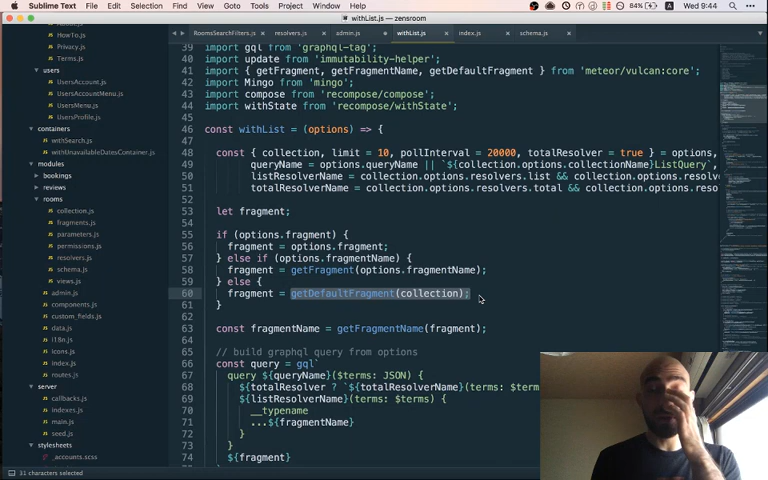 Sublime Text File Edit Selection Find View Goto Tools Project Window Help 84% Wed 9:44
withList.js — zensroom
RoomsSearchFilters.js resolvers.js admin.js withList.js index.js schema.js
HowTo.js
Privacy.js
Terms.js
users
UsersAccount.js
UsersAccountMenu.js
UsersMenu.js
UsersProfile.js
containers
withSearch.js
withUnavailableDatesContainer.js
modules
bookings
reviews
rooms
collection.js
fragments.js
parameters.js
permissions.js
resolvers.js
schema.js
views.js
admin.js
components.js
custom_fields.js
data.js
i18n.js
icons.js
index.js
routes.js
server
callbacks.js
indexes.js
main.js
seed.js
stylesheets
_accounts.scss
39 import gql from 'graphql-tag';
40 import update from 'immutability-helper';
41 import { getFragment, getFragmentName, getDefaultFragment } from 'meteor/vulcan:core';
42 import Mingo from 'mingo';
43 import compose from 'recompose/compose';
44 import withState from 'recompose/withState';
45
46 const withList = (options) => {
47
48 const { collection, limit = 10, pollInterval = 20000, totalResolver = true } = options,
49 queryName = options.queryName || `${collection.options.collectionName}ListQuery`,
50 listResolverName = collection.options.resolvers.list && collection.options.resolv
51 totalResolverName = collection.options.resolvers.total && collection.options.reso
52
53 let fragment;
54
55 if (options.fragment) {
56 fragment = options.fragment;
57 } else if (options.fragmentName) {
58 fragment = getFragment(options.fragmentName);
59 } else {
60 fragment = getDefaultFragment(collection);
61 }
62
63 const fragmentName = getFragmentName(fragment);
64
65 // build graphql query from options
66 const query = gql`
67 query ${queryName}($terms: JSON) {
68 ${totalResolver ? `${totalResolverName}(terms: $term
69 ${listResolverName}(terms: $terms) {
70 __typename
71 ...${fragmentName}
72 }
73 }
74 ${fragment}
31 characters selected